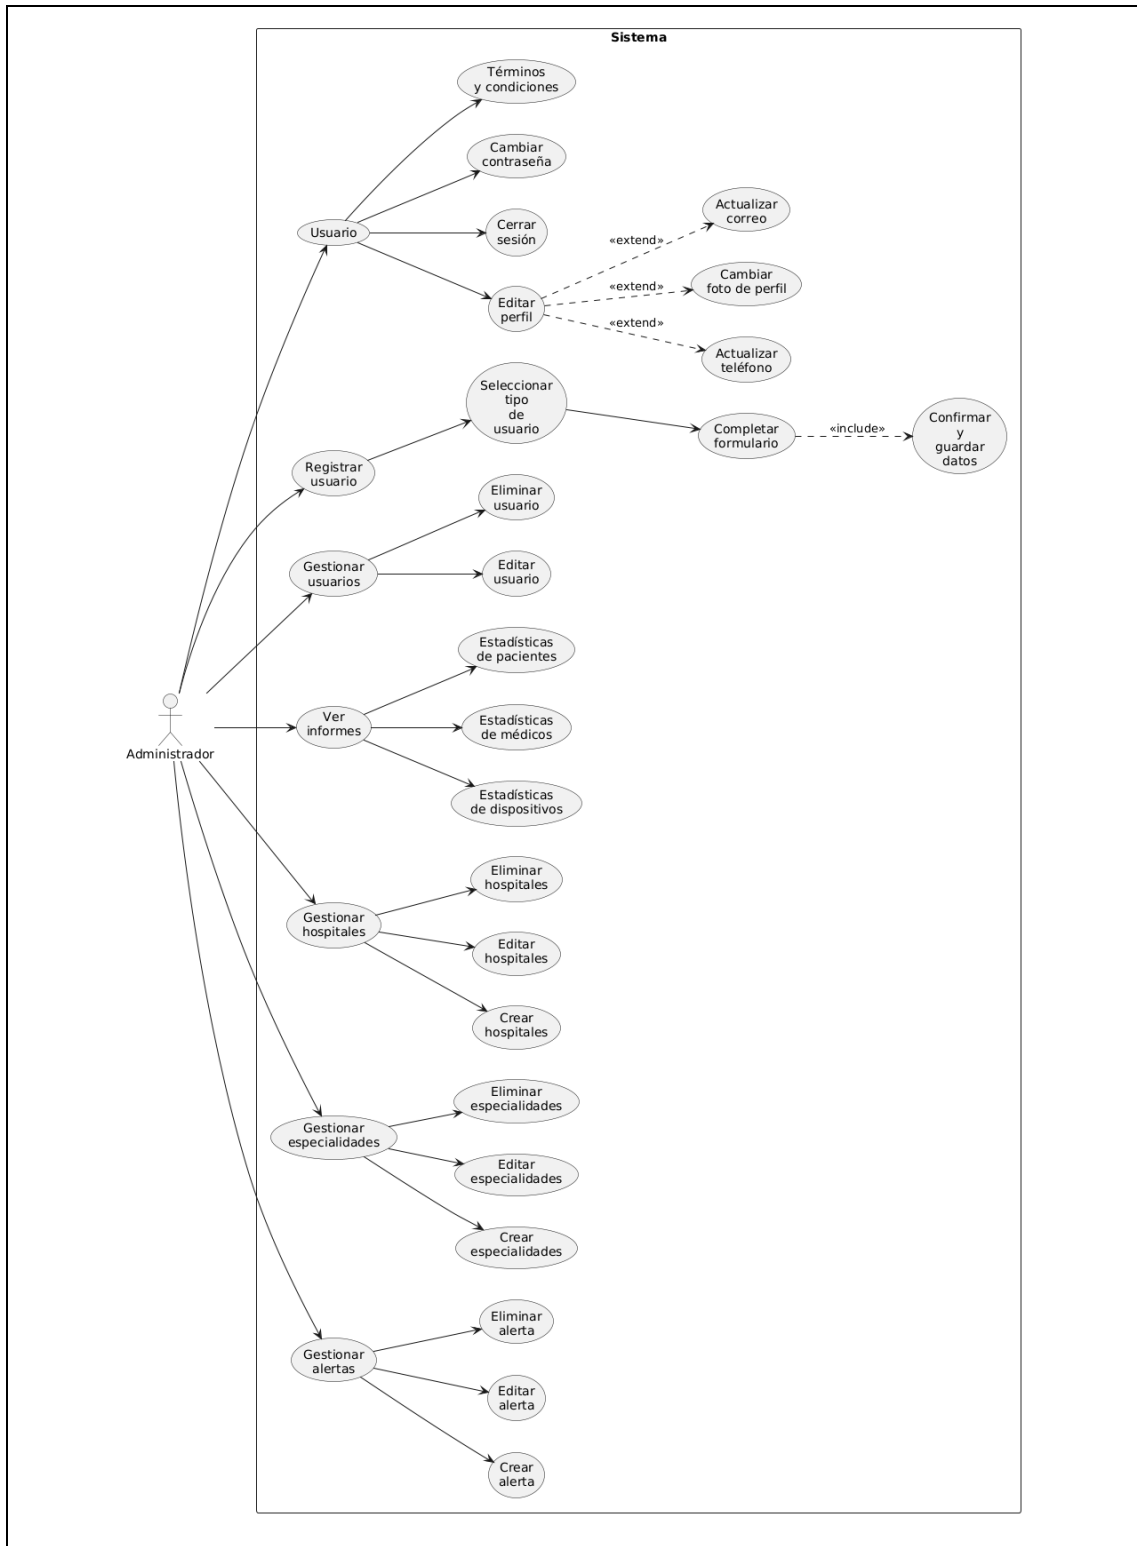 Sistema
Términos
y condiciones
Cambiar
contraseña
Cerrar
sesión
Usuario
Editar
perfil
«extend»
«extend»
«extend»
Actualizar
correo
Cambiar
foto de perfil
Actualizar
teléfono
Registrar
usuario
Seleccionar
tipo
de
usuario
Completar
formulario
«include»
Confirmar
y
guardar
datos
Gestionar
usuarios
Eliminar
usuario
Editar
usuario
Administrador
Ver
informes
Estadísticas
de pacientes
Estadísticas
de médicos
Estadísticas
de dispositivos
Gestionar
hospitales
Eliminar
hospitales
Editar
hospitales
Crear
hospitales
Gestionar
especialidades
Eliminar
especialidades
Editar
especialidades
Crear
especialidades
Gestionar
alertas
Eliminar
alerta
Editar
alerta
Crear
alerta